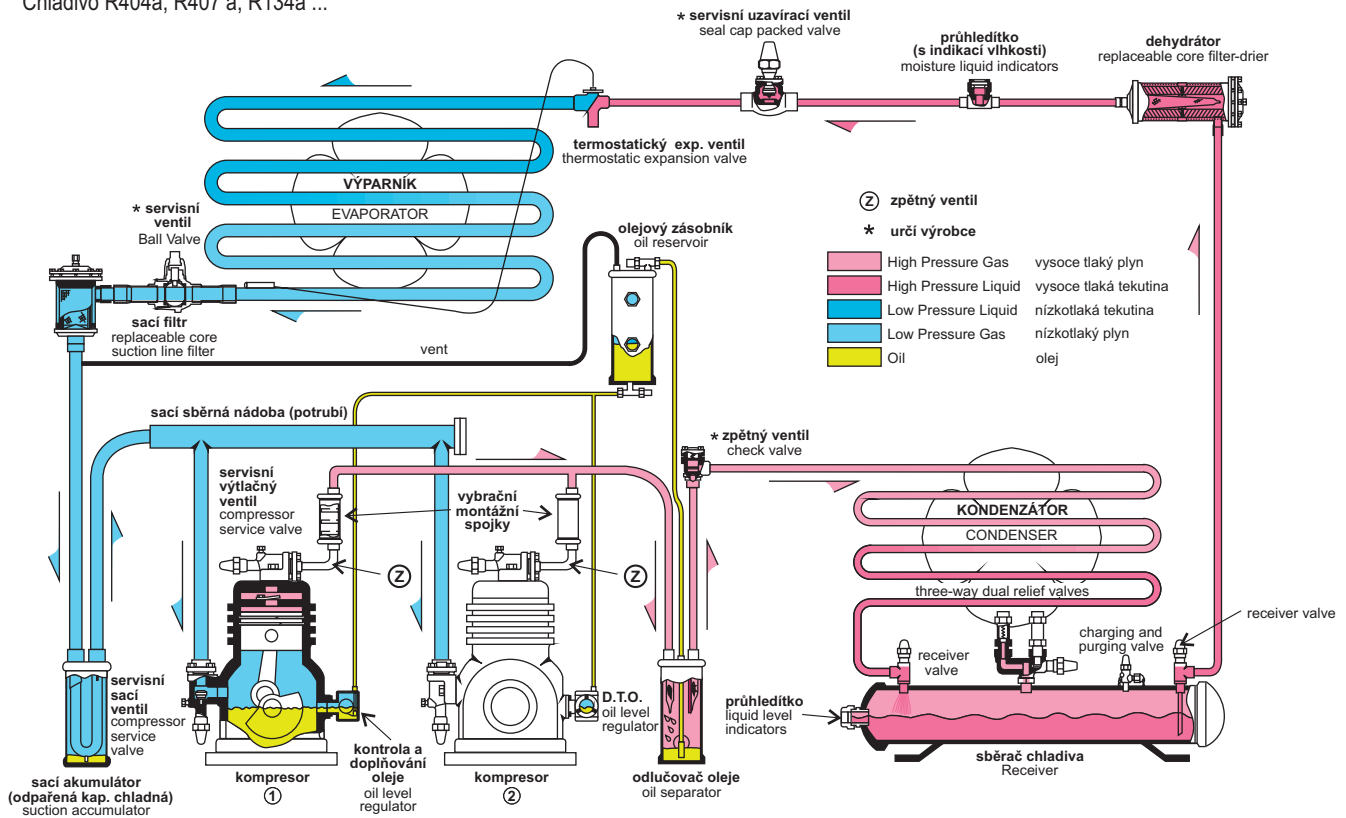 Chladivo R404a, R407 a, R134a ...
* servisní uzavírací ventil
seal cap packed valve
průhledítko
(s indikací vlhkosti)
moisture liquid indicators
dehydrátor
replaceable core filter-drier
termostatický exp. ventil
thermostatic expansion valve
VÝPARNÍK
EVAPORATOR
* servisní
ventil
Ball Valve
olejový zásobník
oil reservoir
Z zpětný ventil
* určí výrobce
High Pressure Gas vysoce tlaký plyn
High Pressure Liquid vysoce tlaká tekutina
Low Pressure Liquid nízkotlaká tekutina
Low Pressure Gas nízkotlaký plyn
Oil olej
sací filtr
replaceable core
suction line filter
vent
sací sběrná nádoba (potrubí)
* zpětný ventil
check valve
servisní
výtlačný
ventil
compressor
service valve
vybrační
montážní
spojky
KONDENZÁTOR
CONDENSER
Z
Z
three-way dual relief valves
receiver valve
charging and
purging valve
receiver
valve
servisní
sací
ventil
compressor
service
valve
D.T.O.
oil level
regulator
průhledítko
liquid level
indicators
kontrola a
doplňování
oleje
oil level
regulator
sběrač chladiva
Receiver
kompresor
1
kompresor
2
odlučovač oleje
oil separator
sací akumulátor
(odpařená kap. chladná)
suction accumulator